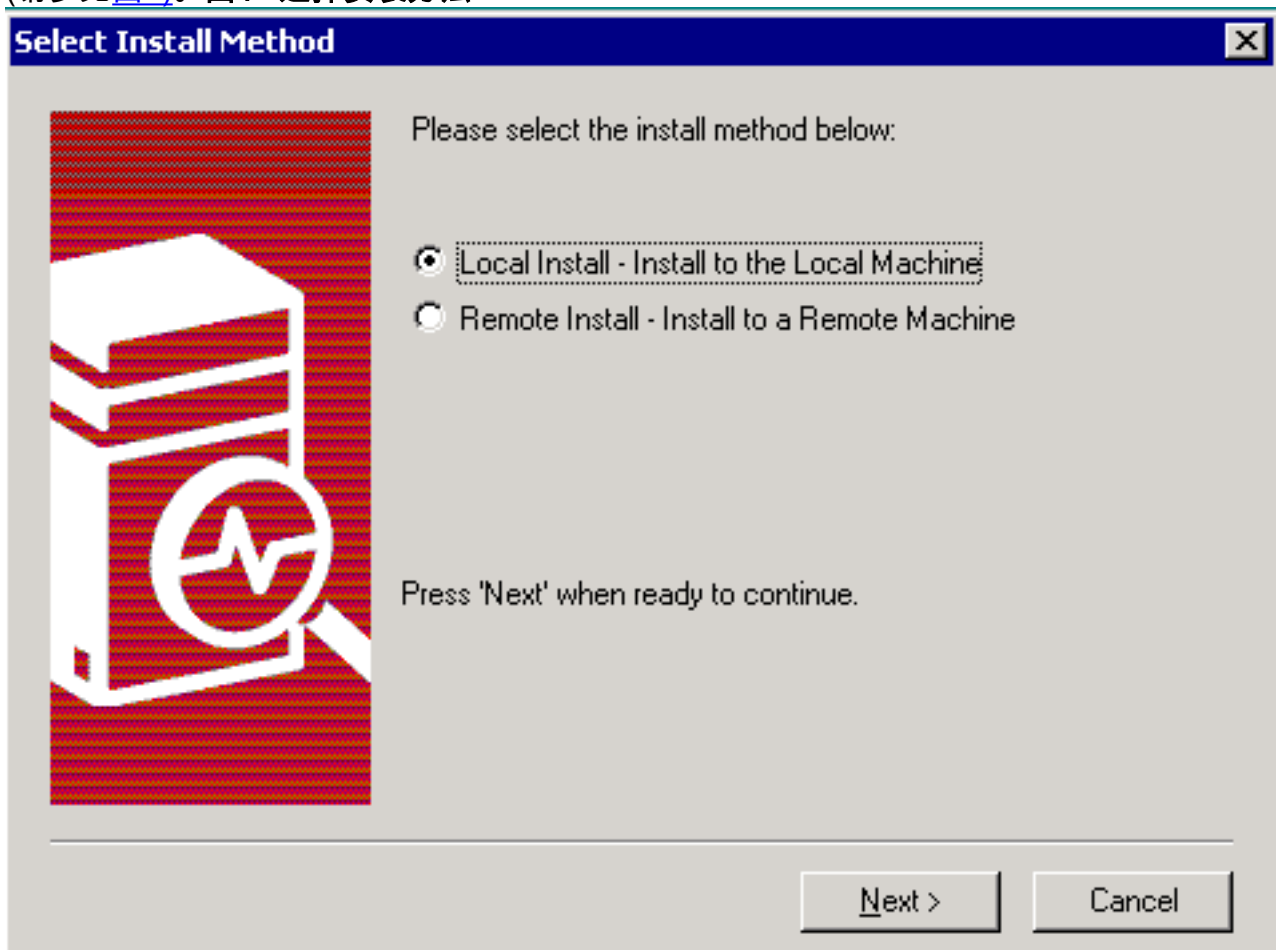 Select Install Method
Please select the install method below:
Local Install - Install to the Local Machine
Remote Install - Install to a Remote Machine
Press 'Next' when ready to continue.
Next >
Cancel